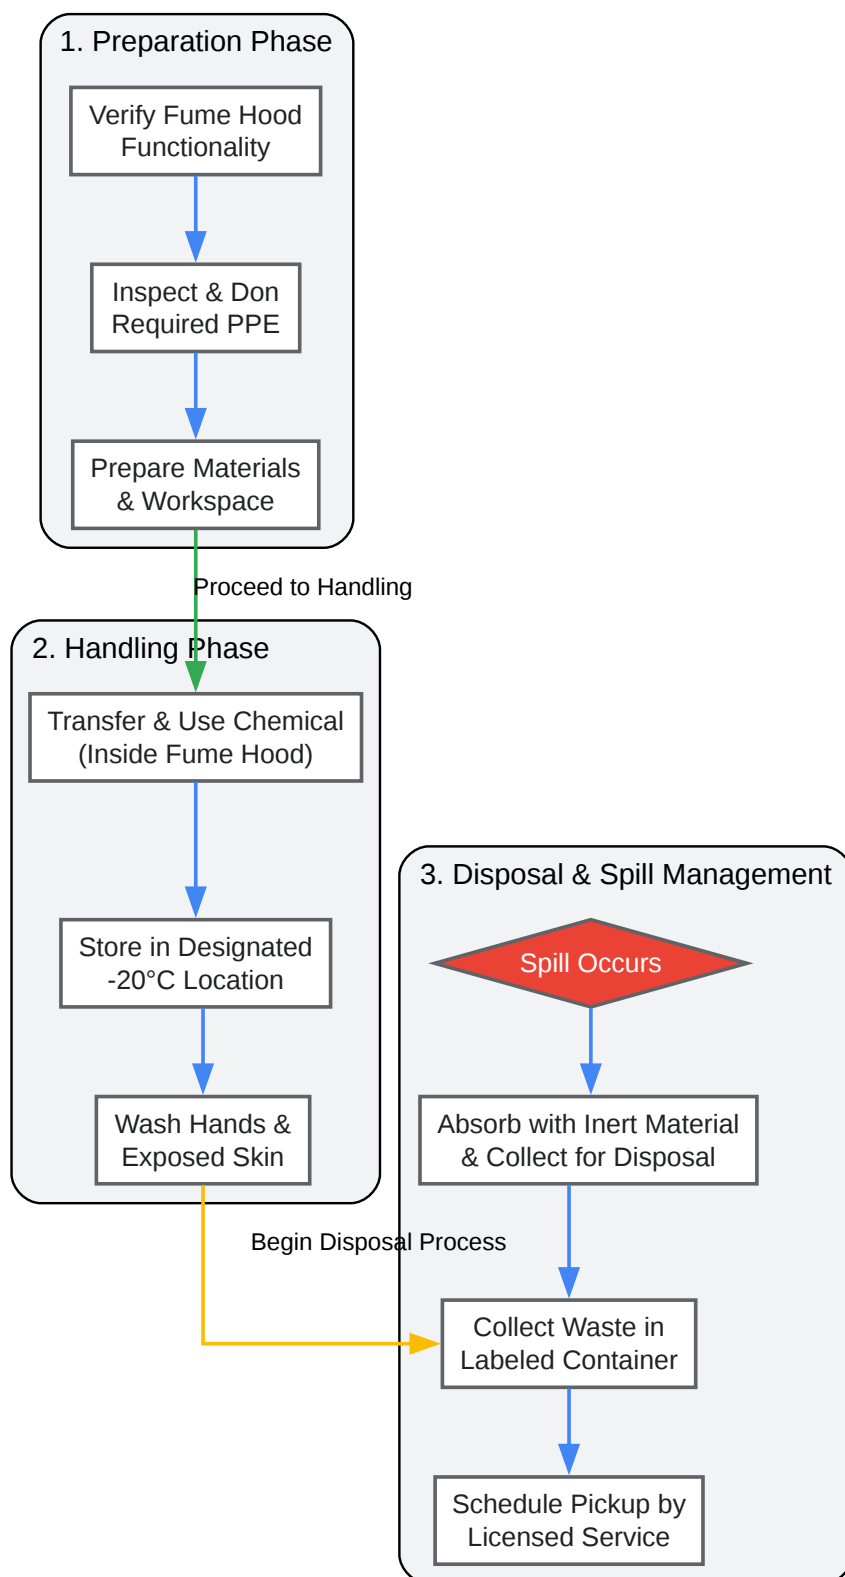 1. Preparation Phase
Verify Fume Hood
Functionality
Inspect & Don
Required PPE
Prepare Materials
& Workspace
Proceed to Handling
2. Handling Phase
Transfer & Use Chemical
(Inside Fume Hood)
Store in Designated
-20°C Location
Wash Hands &
Exposed Skin
3. Disposal & Spill Management
Spill Occurs
Absorb with Inert Material
& Collect for Disposal
Begin Disposal Process
Collect Waste in
Labeled Container
Schedule Pickup by
Licensed Service